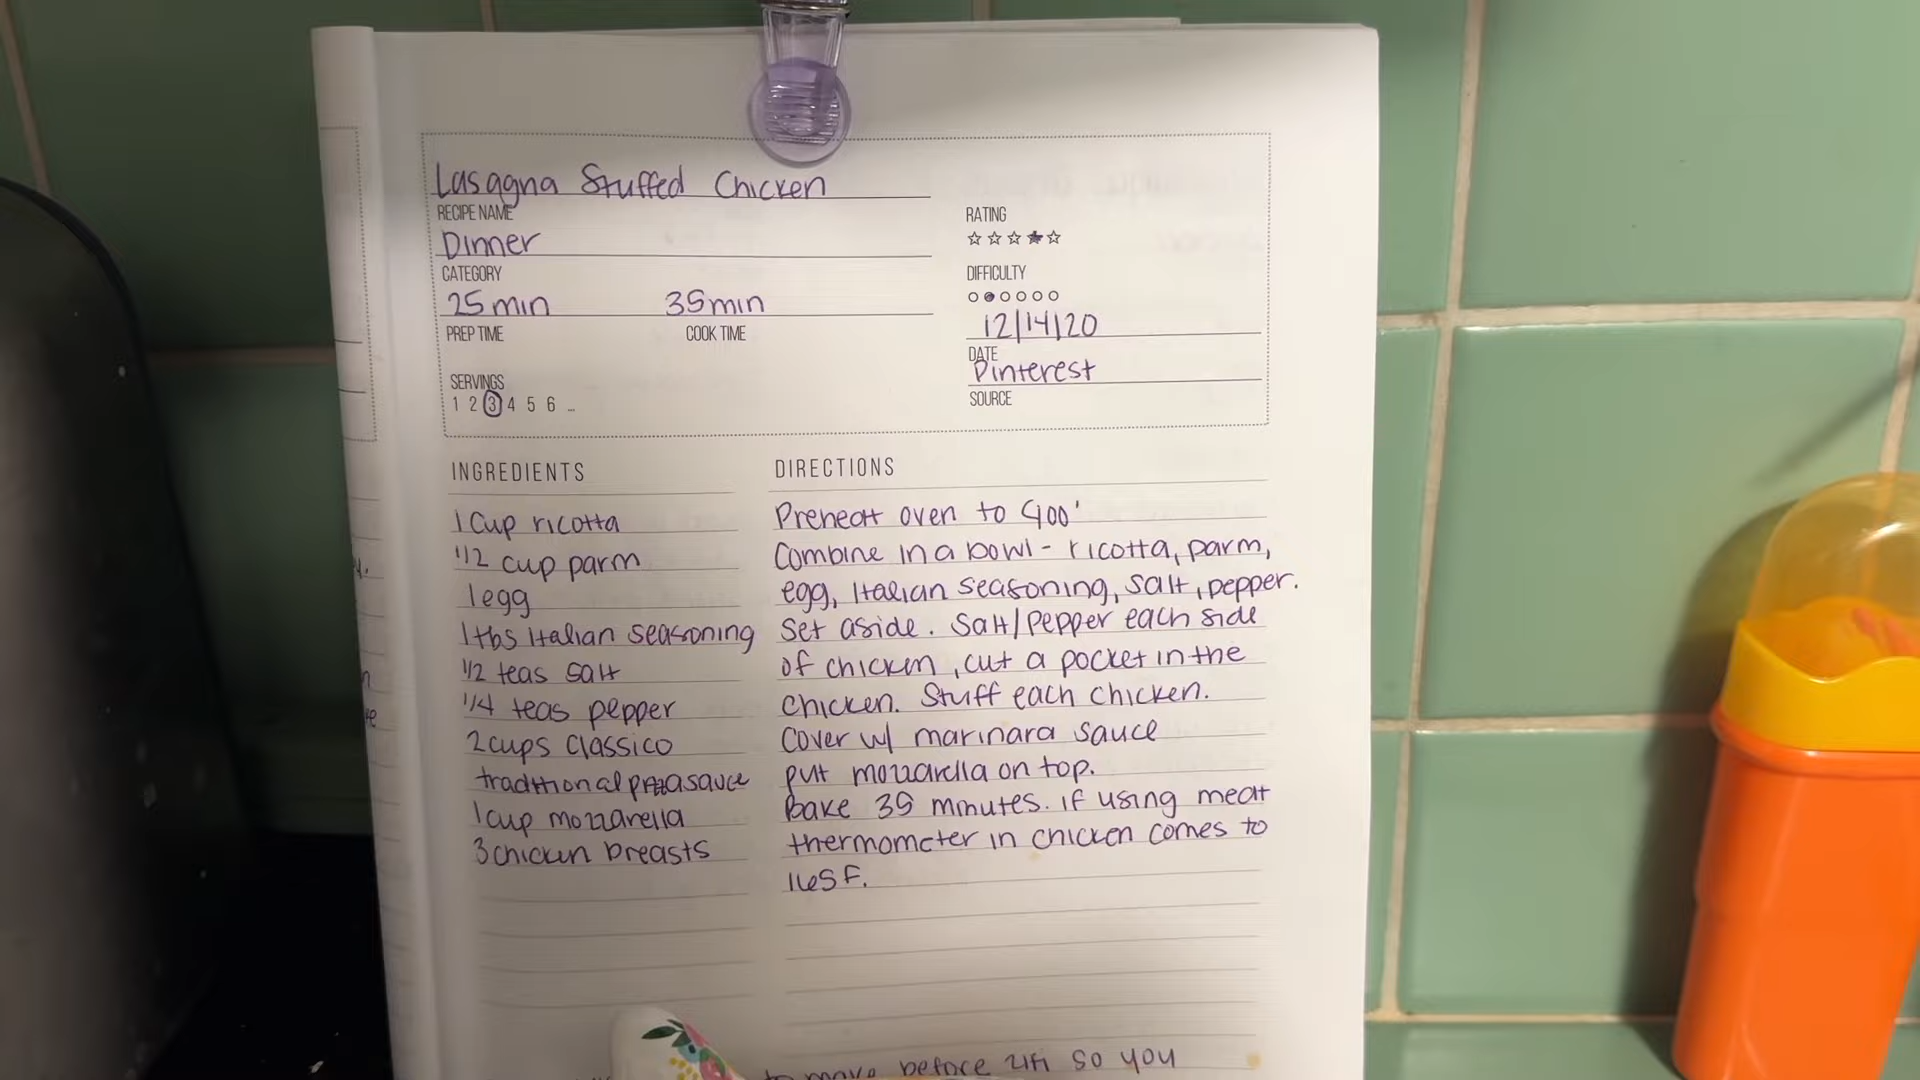 Lasagna Stuffed Chicken
RECIPE NAME
Dinner
CATEGORY
25 min 35 min
PREP TIME COOK TIME
SERVINGS
1 2 3 4 5 6 ...
RATING
DIFFICULTY
12/14/20
DATE
Pinterest
SOURCE
INGREDIENTS
1 cup ricotta
1/2 cup parm
1 egg
1 tbs Italian seasoning
1/2 teas salt
1/4 teas pepper
2 cups Classico
traditional pizza sauce
1 cup mozzarella
3 chicken breasts
DIRECTIONS
Preheat oven to 400'
Combine in a bowl - ricotta, parm,
egg, Italian seasoning, salt, pepper.
Set aside. Salt/pepper each side
of chicken, cut a pocket in the
chicken. Stuff each chicken.
Cover w/ marinara sauce
put mozzarella on top.
Bake 35 minutes. If using meat
thermometer in chicken comes to
165 F.
before so you